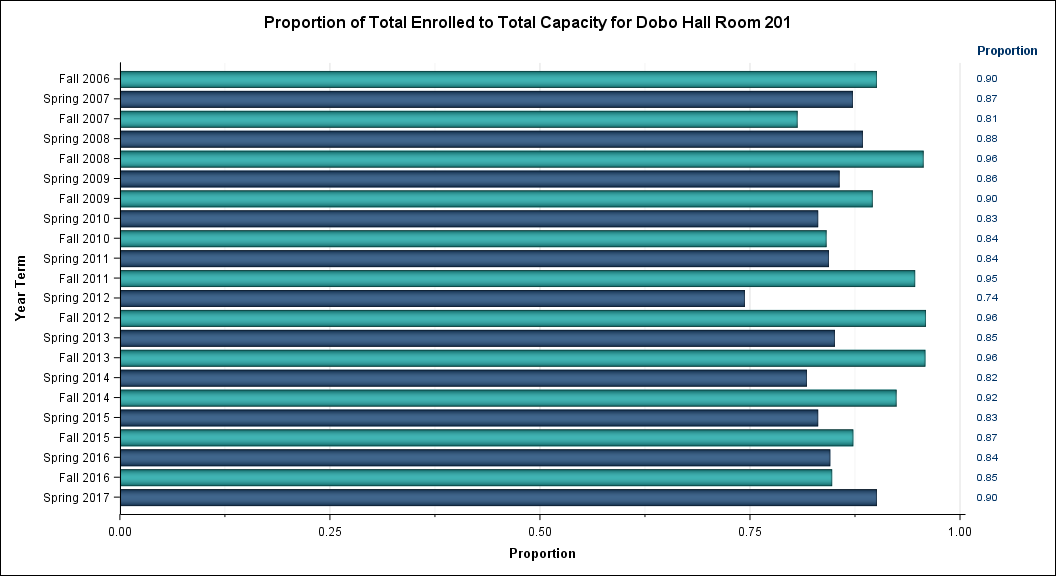 Proportion of Total Enrolled to Total Capacity for Dobo Hall Room 201
Proportion
Fall 2006 0.90
Spring 2007 0.87
Fall 2007 0.81
Spring 2008 0.88
Fall 2008 0.96
Spring 2009 0.86
Fall 2009 0.90
Spring 2010 0.83
Fall 2010 0.84
Spring 2011 0.84
Fall 2011 0.95
Spring 2012 0.74
Fall 2012 0.96
Spring 2013 0.85
Fall 2013 0.96
Spring 2014 0.82
Fall 2014 0.92
Spring 2015 0.83
Fall 2015 0.87
Spring 2016 0.84
Fall 2016 0.85
Spring 2017 0.90
Year Term
0.00 0.25 0.50 0.75 1.00
Proportion